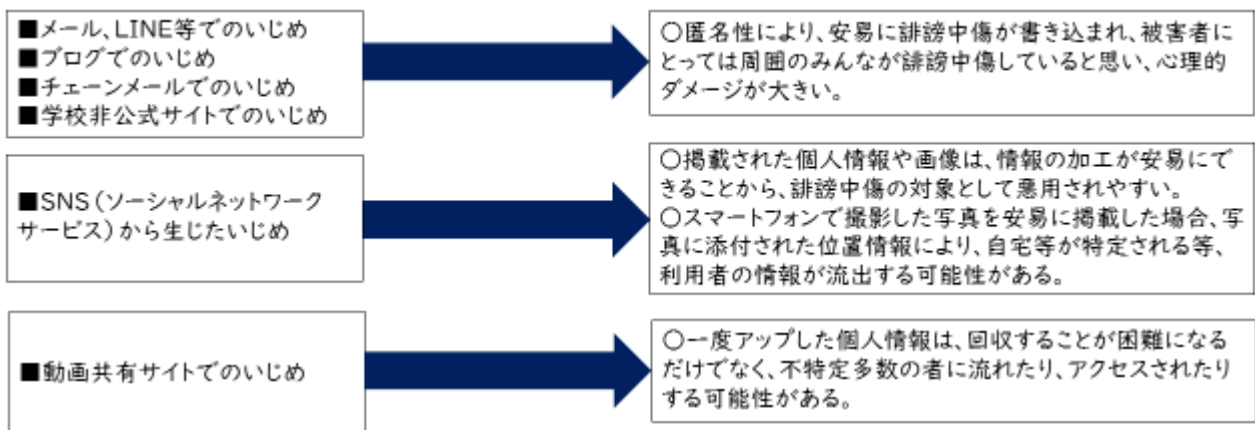 ■メール、LINE等でのいじめ
■ブログでのいじめ
■チェーンメールでのいじめ
■学校非公式サイトでのいじめ
○匿名性により、安易に誹謗中傷が書き込まれ、被害者に
とっては周囲のみんなが誹謗中傷していると思い、心理的
ダメージが大きい。
■SNS（ソーシャルネットワーク
サービス）から生じたいじめ
○掲載された個人情報や画像は、情報の加工が安易にで
きることから、誹謗中傷の対象として悪用されやすい。
○スマートフォンで撮影した写真を安易に掲載した場合、写
真に添付された位置情報により、自宅等が特定される等、
利用者の情報が流出する可能性がある。
■動画共有サイトでのいじめ
○一度アップした個人情報は、回収することが困難になる
だけでなく、不特定多数の者に流れたり、アクセスされたり
する可能性がある。